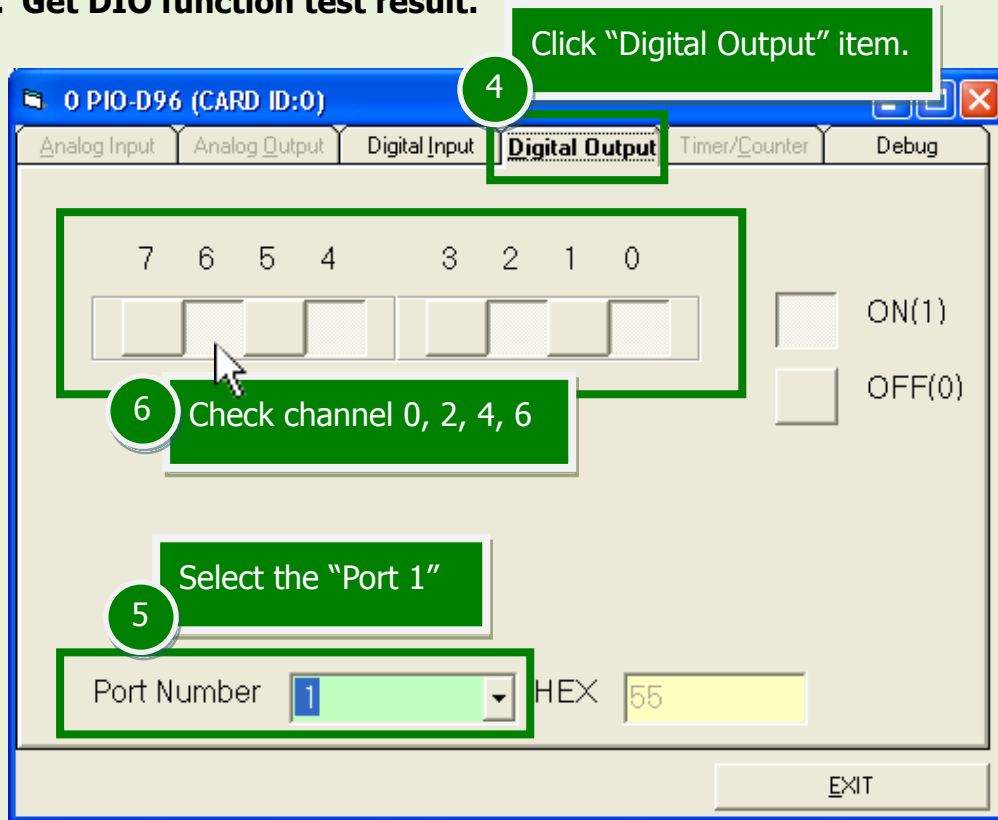 . Get DIO function test result.
Click “Digital Output” item.
4
0 PIO-D96 (CARD ID:0)
Analog Input Analog Output Digital Input Digital Output Timer/Counter Debug
7 6 5 4 3 2 1 0
ON(1)
OFF(0)
6 Check channel 0, 2, 4, 6
Select the “Port 1”
5
Port Number 1 HEX 55
EXIT